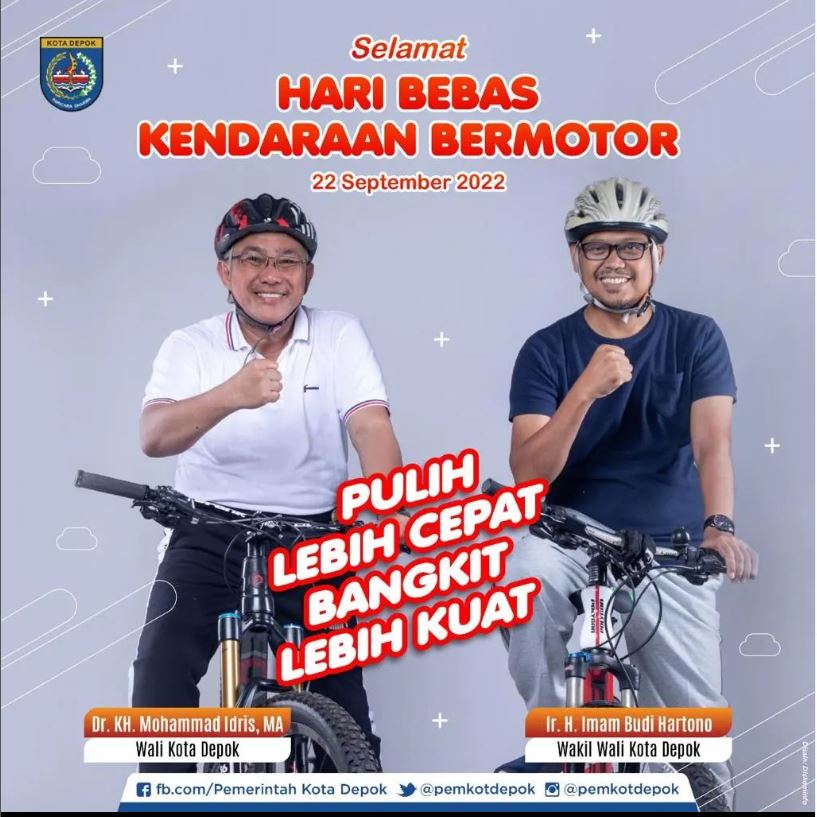 KOTA DEPOK
Selamat
HARI BEBAS
KENDARAAN BERMOTOR
22 September 2022
PULIH
LEBIH CEPAT
BANGKIT
LEBIH KUAT
Dr. KH. Mohammad Idris, MA
Wali Kota Depok
Ir. H. Imam Budi Hartono
Wakil Wali Kota Depok
fb.com/Pemerintah Kota Depok @pemkotdepok @pemkotdepok